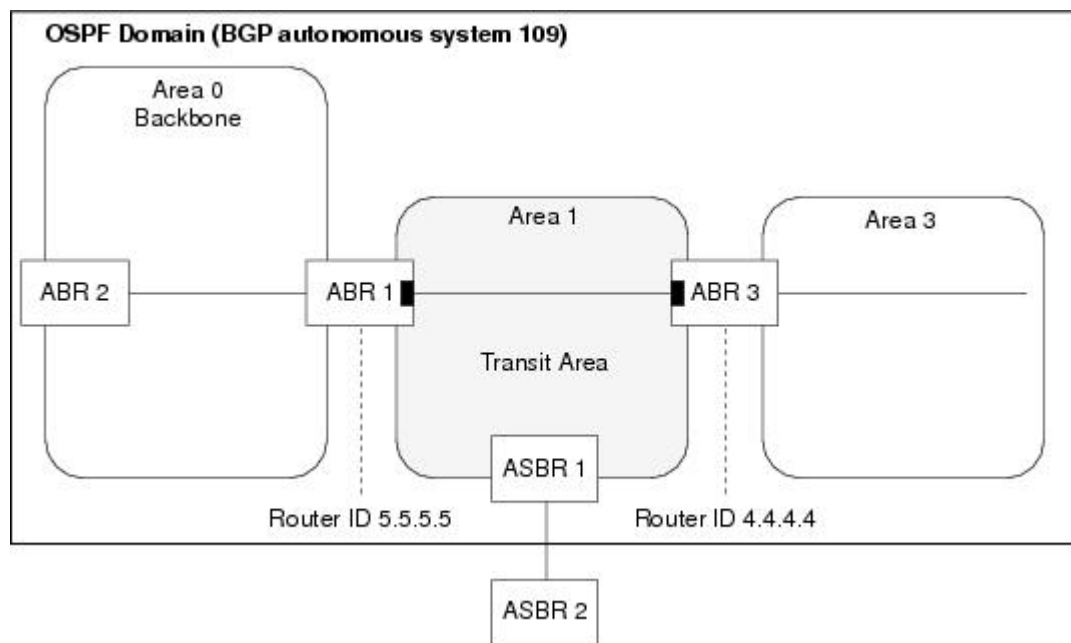 OSPF Domain (BGP autonomous system 109)
Area 0
Backbone
Area 1
Area 3
ABR 2
ABR 1
ABR 3
Transit Area
ASBR 1
Router ID 5.5.5.5
Router ID 4.4.4.4
ASBR 2